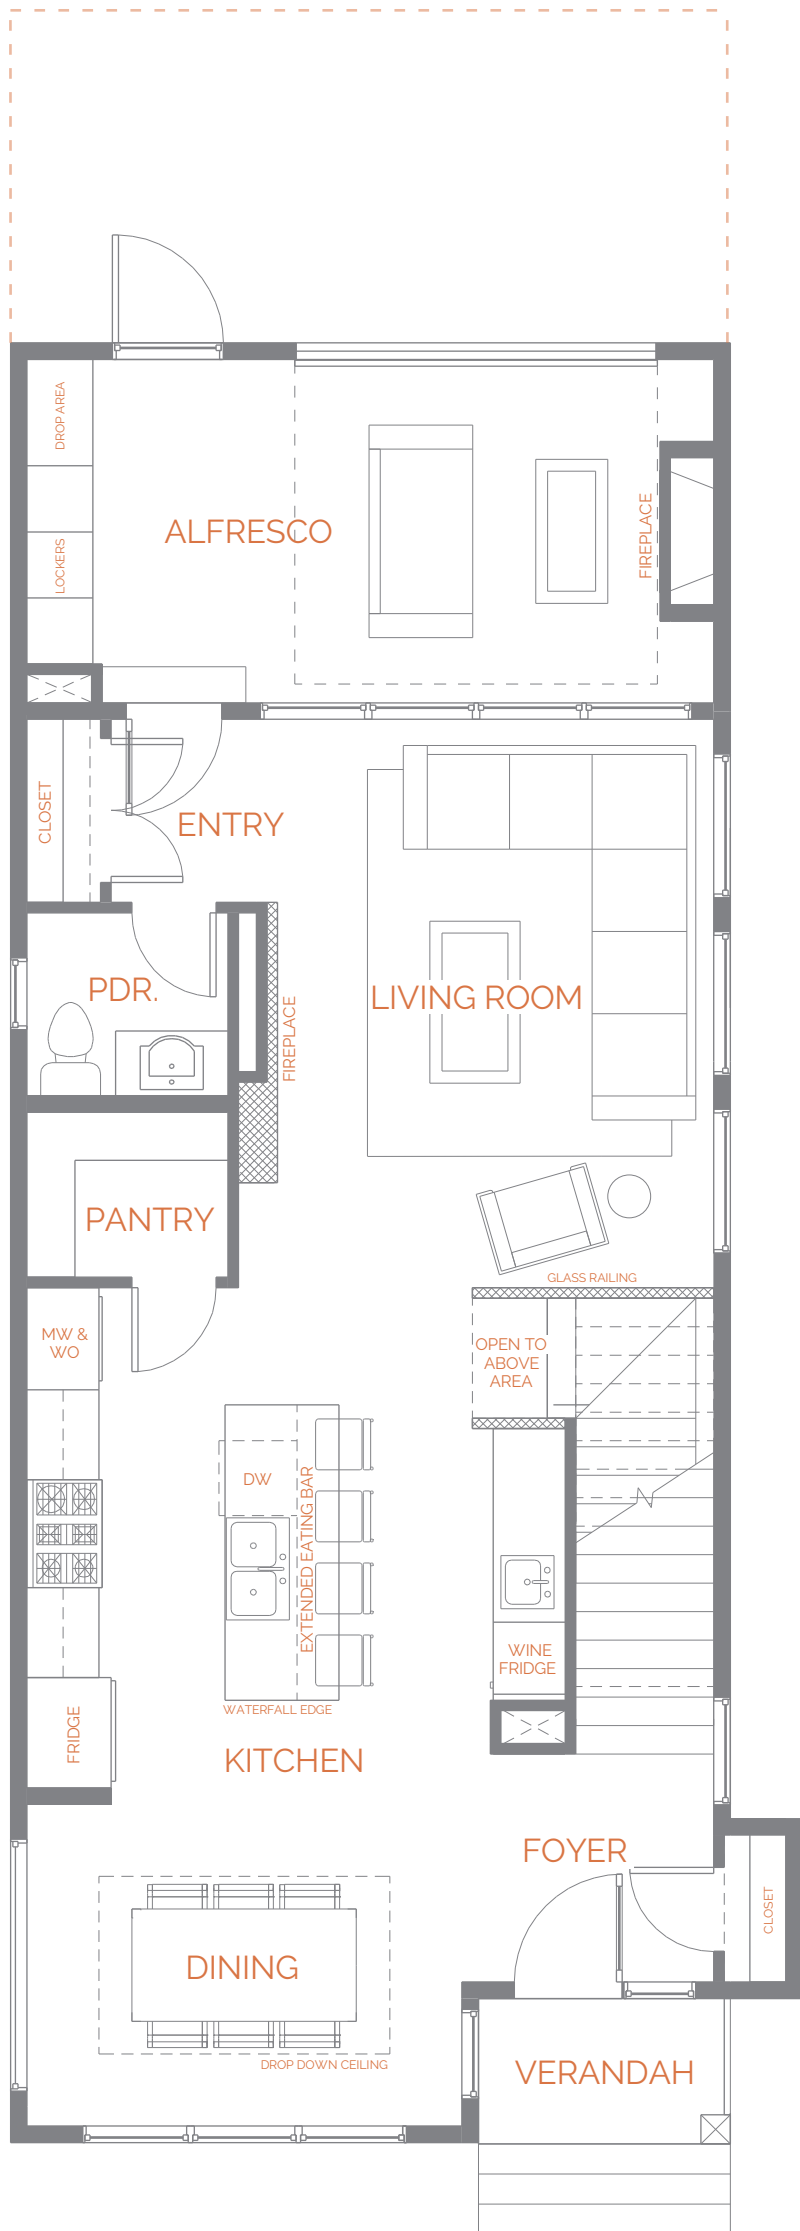 DROP AREA
LOCKERS
ALFRESCO
FIREPLACE
CLOSET
ENTRY
PDR.
FIREPLACE
LIVING ROOM
PANTRY
GLASS RAILING
MW &
WO
OPEN TO
ABOVE
AREA
DW
EXTENDED EATING BAR
WINE
FRIDGE
FRIDGE
WATERFALL EDGE
KITCHEN
FOYER
CLOSET
DINING
DROP DOWN CEILING
VERANDAH